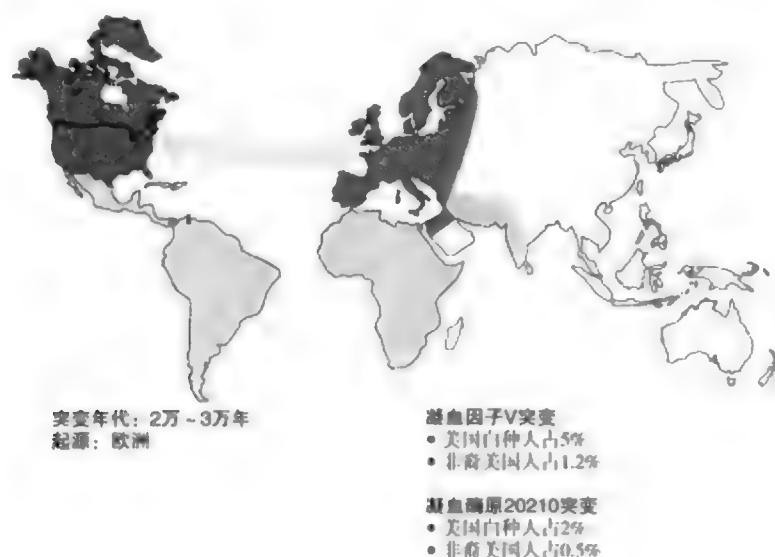 突变年代：2万~3万年
起源：欧洲
凝血因子V突变
• 美国白种人占5%
• 非裔美国人占1.2%
凝血酶原20210突变
• 美国白种人占2%
• 非裔美国人占0.5%